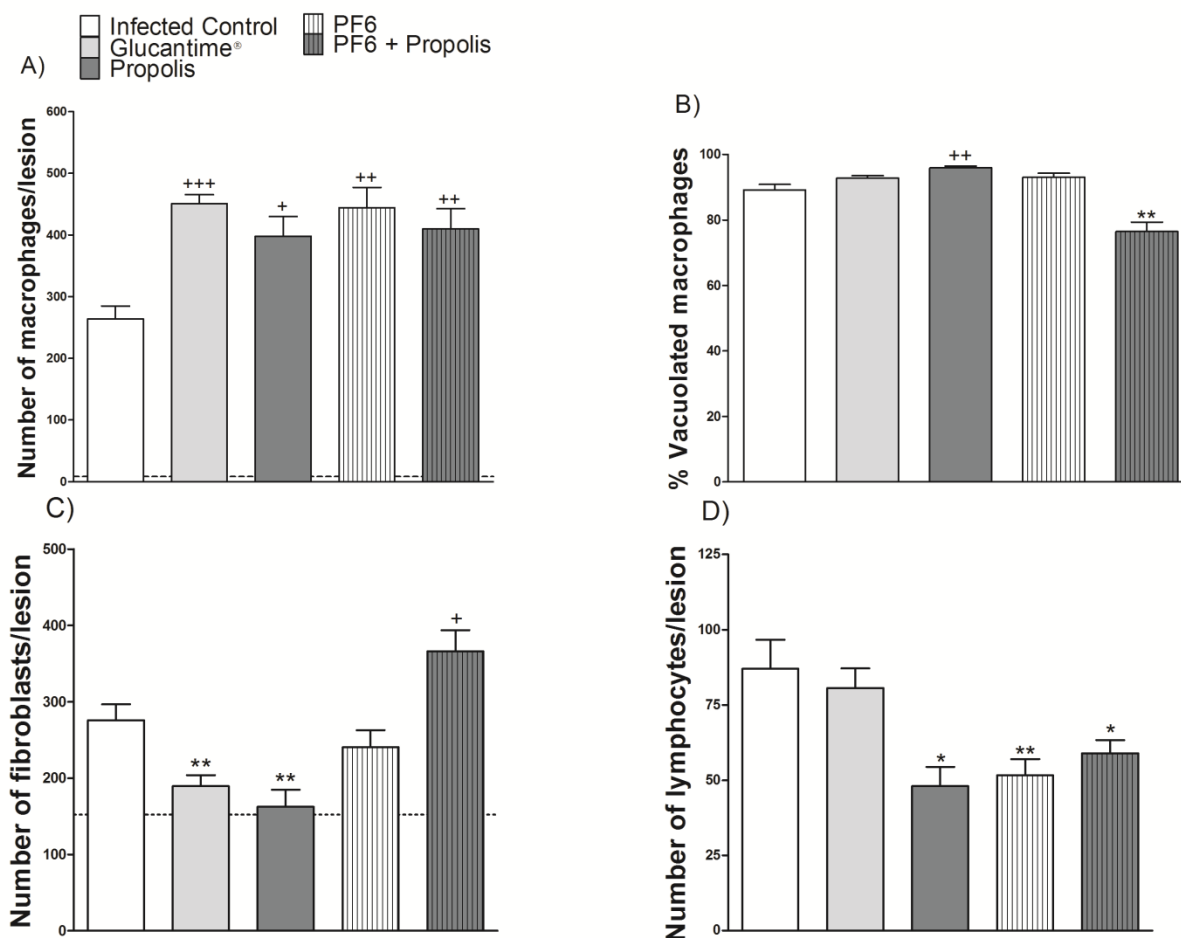 Infected Control
Glucantime®
Propolis
PF6
PF6 + Propolis
A)
Number of macrophages/lesion
600
500
400
300
200
100
0
+++
+
++
++
B)
% Vacuolated macrophages
100
80
60
40
20
0
++
**
C)
Number of fibroblasts/lesion
500
400
300
200
100
0
**
**
+
D)
Number of lymphocytes/lesion
125
100
75
50
25
0
*
**
*